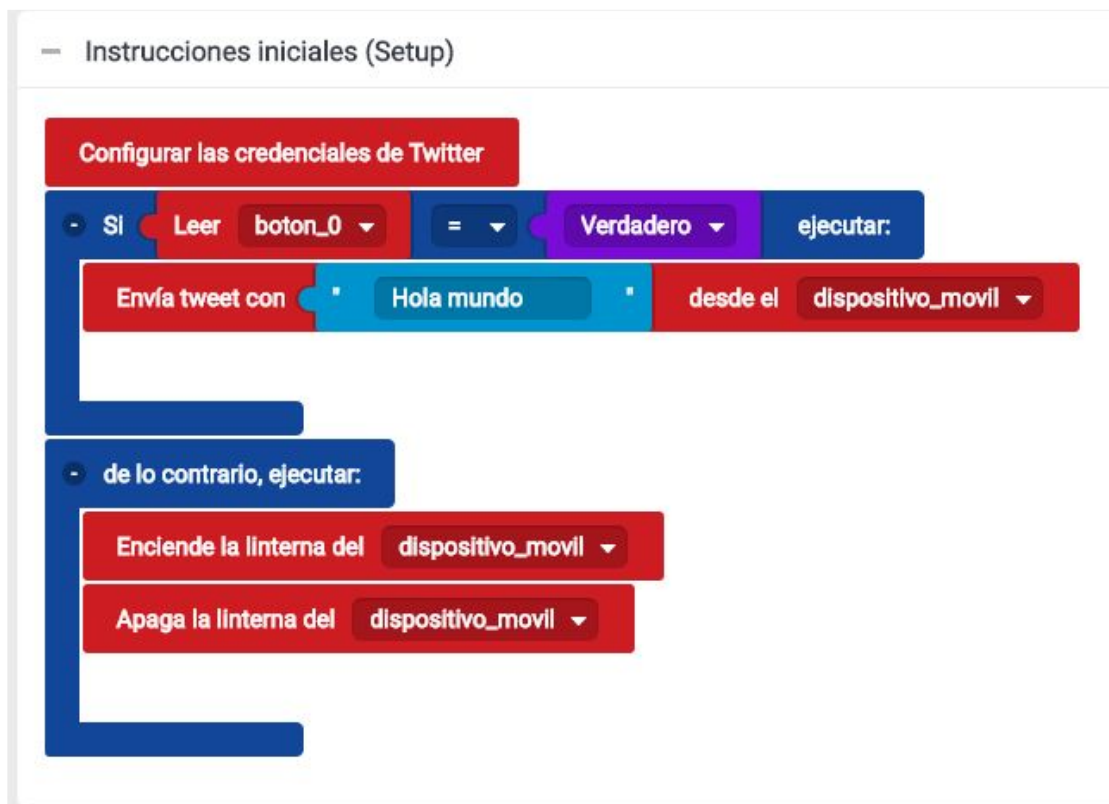 Instrucciones iniciales (Setup)
Configurar las credenciales de Twitter
Si Leer boton_0 = Verdadero ejecutar:
Envía tweet con " Hola mundo " desde el dispositivo_movil
de lo contrario, ejecutar:
Enciende la linterna del dispositivo_movil
Apaga la linterna del dispositivo_movil